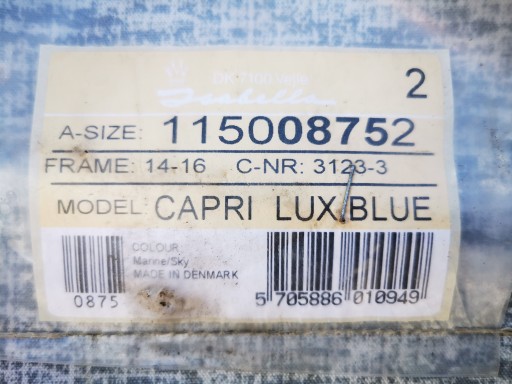 Isabella
2
A-SIZE: 115008752
FRAME: 14-16 C-NR: 3123-3
MODEL: CAPRI LUX/BLUE
COLOUR
Marine/Sky
MADE IN DENMARK
0875
5 705886 010949